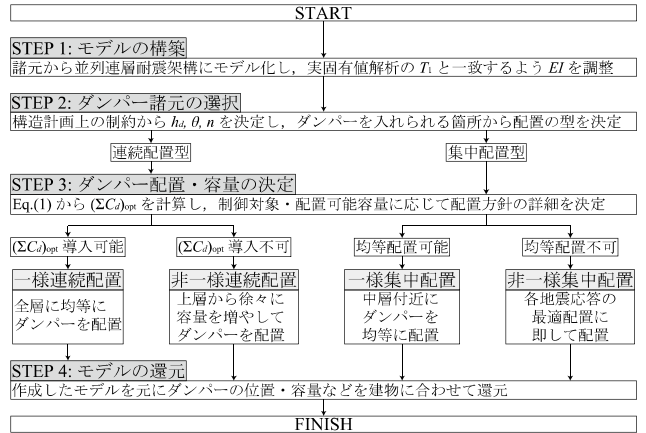 START
STEP 1: モデルの構築
諸元から並列連層耐震架構にモデル化し，実固有値解析の T1 と一致するよう EI を調整
STEP 2: ダンパー諸元の選択
構造計画上の制約から hd, θ, n を決定し，ダンパーを入れられる箇所から配置の型を決定
連続配置型
集中配置型
STEP 3: ダンパー配置・容量の決定
Eq.(1) から (ΣCd)opt を計算し，制御対象・配置可能容量に応じて配置方針の詳細を決定
(ΣCd)opt 導入可能
(ΣCd)opt 導入不可
均等配置可能
均等配置不可
一様連続配置
全層に均等に
ダンパーを配置
非一様連続配置
上層から徐々に
容量を増やして
ダンパーを配置
一様集中配置
中層付近に
ダンパーを
均等に配置
非一様集中配置
各地震応答の
最適配置に
即して配置
STEP 4: モデルの還元
作成したモデルを元にダンパーの位置・容量などを建物に合わせて還元
FINISH